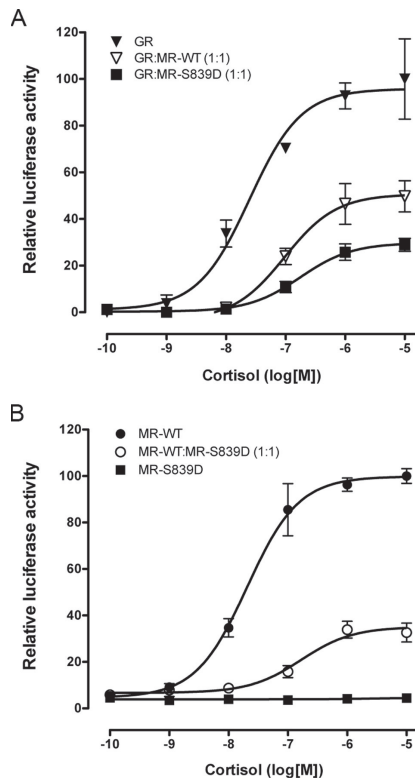 A
GR
GR:MR-WT (1:1)
GR:MR-S839D (1:1)
Relative luciferase activity
120
100
80
60
40
20
0
-10 -9 -8 -7 -6 -5
Cortisol (log[M])
B
MR-WT
MR-WT:MR-S839D (1:1)
MR-S839D
Relative luciferase activity
120
100
80
60
40
20
0
-10 -9 -8 -7 -6 -5
Cortisol (log[M])